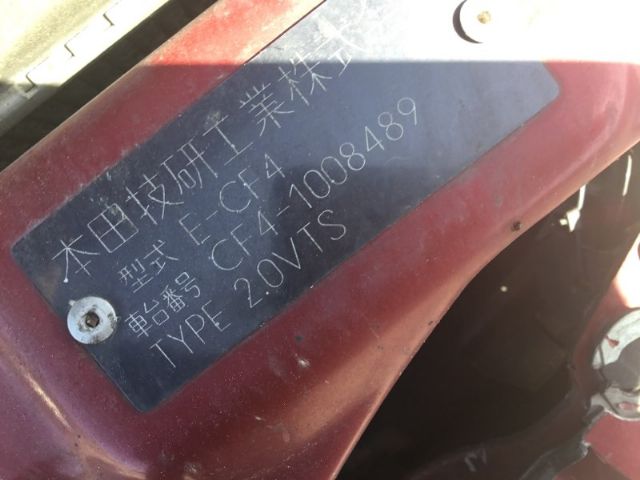 本田技研工業株式
型式 E-CF4
車台番号 CF4-1008489
TYPE 2.0VTS